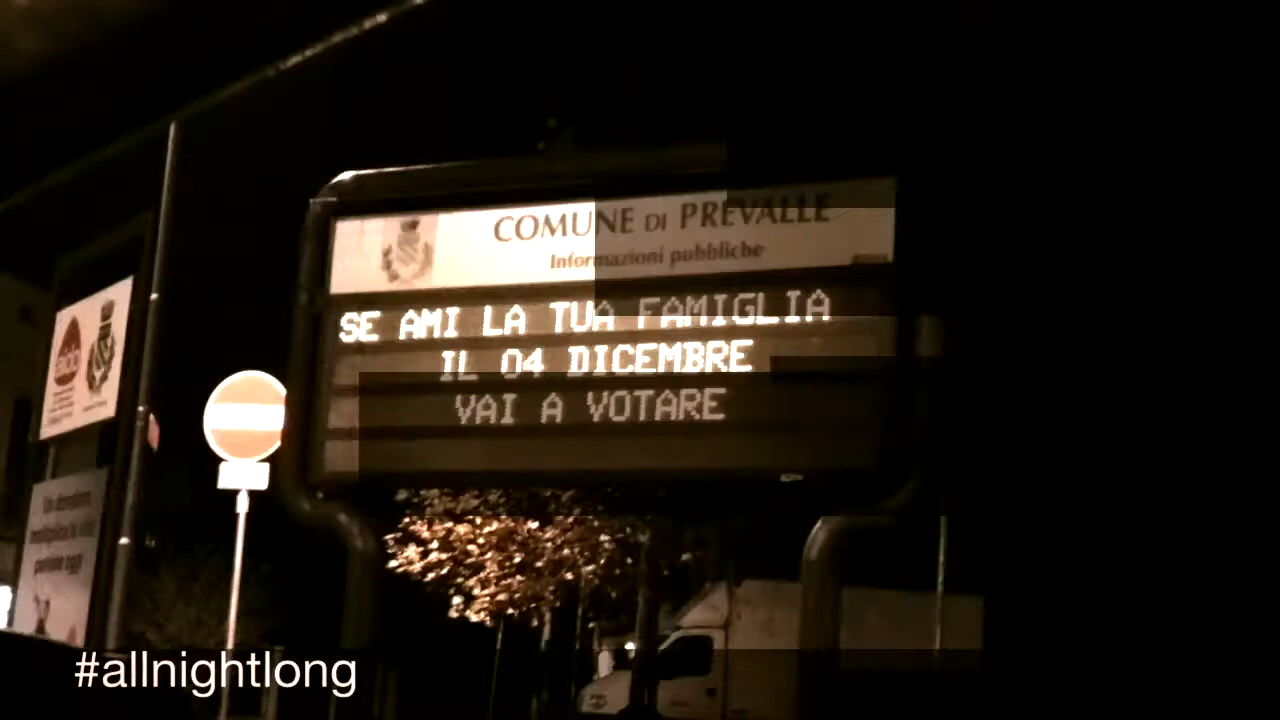 COMUNE DI PREVALLE
Informazioni pubbliche
SE AMI LA TUA FAMIGLIA
IL 04 DICEMBRE
VAI A VOTARE
#allnightlong